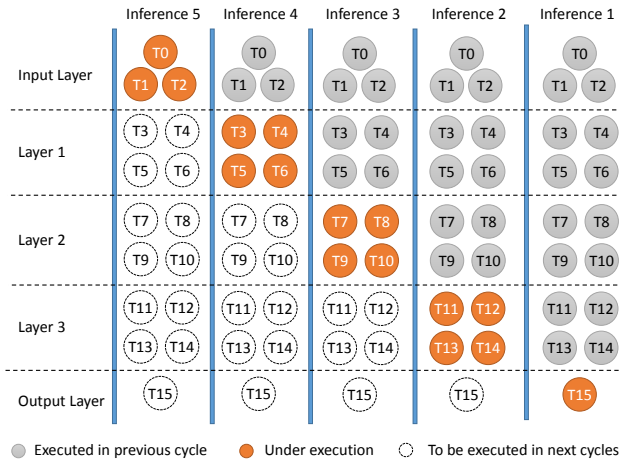 Inference 5 Inference 4 Inference 3 Inference 2 Inference 1
T0 T0 T0 T0 T0
Input Layer
T1 T2 T1 T2 T1 T2 T1 T2 T1 T2
T3 T4 T3 T4 T3 T4 T3 T4 T3 T4
Layer 1
T5 T6 T5 T6 T5 T6 T5 T6 T5 T6
T7 T8 T7 T8 T7 T8 T7 T8 T7 T8
Layer 2
T9 T10 T9 T10 T9 T10 T9 T10 T9 T10
T11 T12 T11 T12 T11 T12 T11 T12 T11 T12
Layer 3
T13 T14 T13 T14 T13 T14 T13 T14 T13 T14
Output Layer T15 T15 T15 T15 T15
Executed in previous cycle Under execution To be executed in next cycles